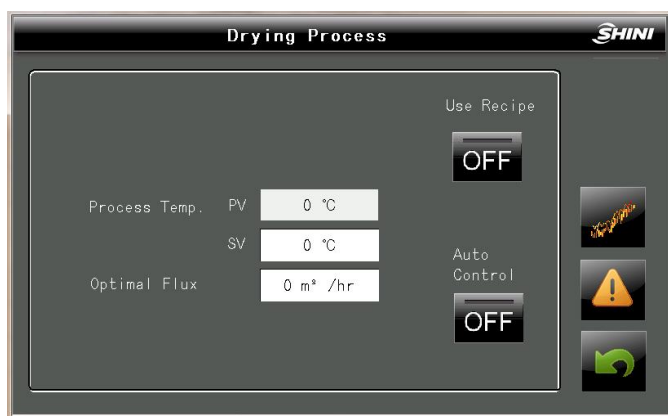 Drying Process
SHINI
Use Recipe
OFF
Process Temp. PV 0 ℃
SV 0 ℃
Auto
Control
Optimal Flux 0 m³ /hr
OFF